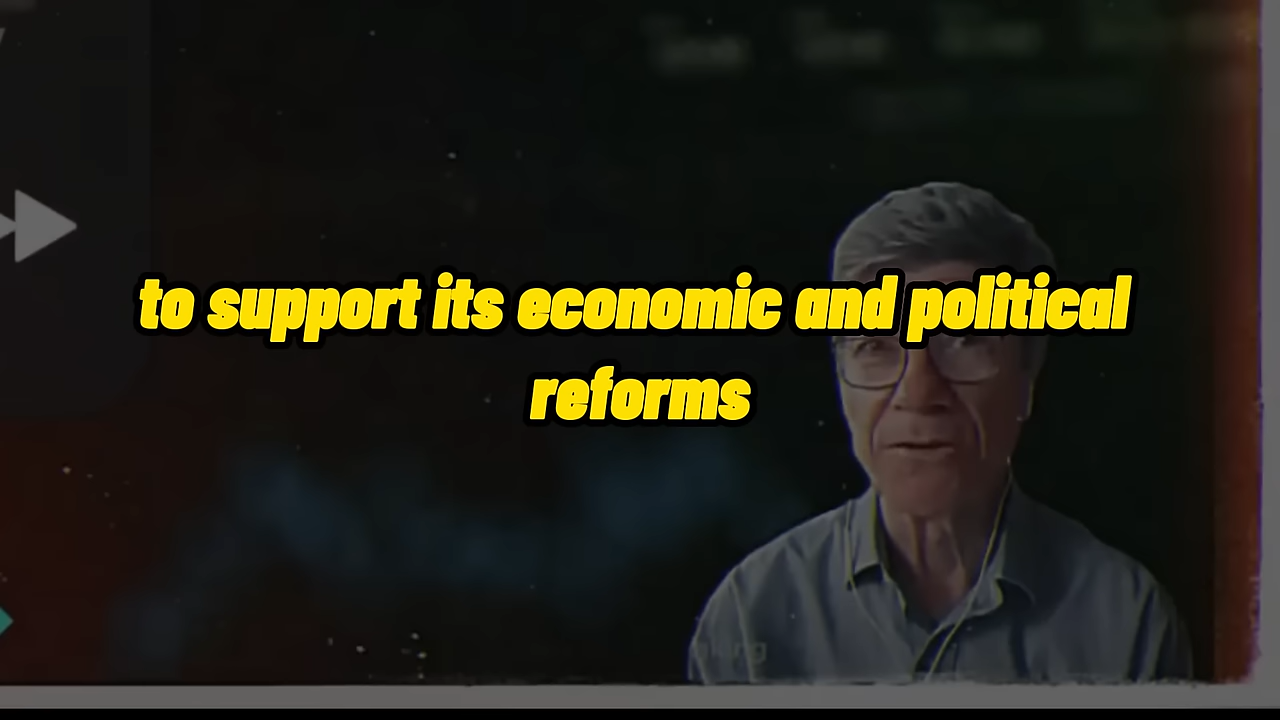 to support its economic and political
reforms